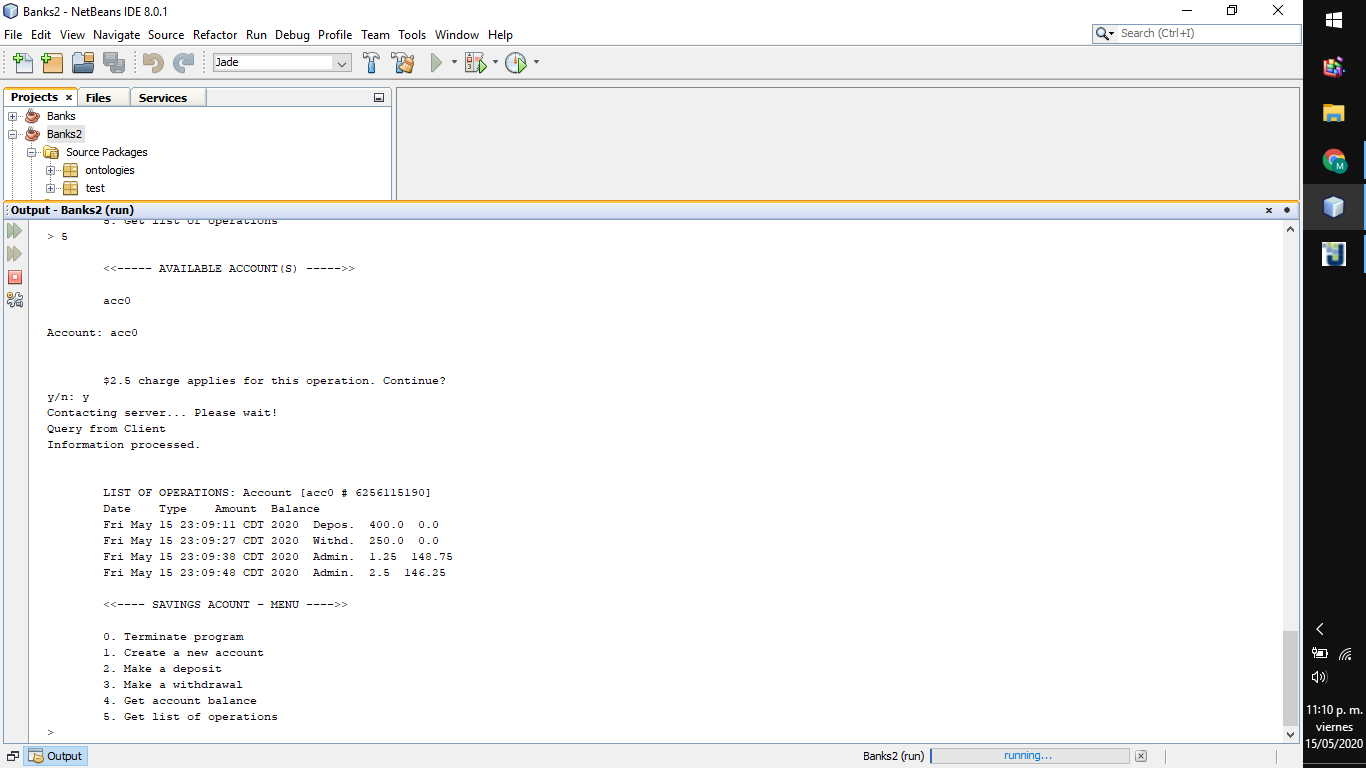 Banks2 - NetBeans IDE 8.0.1
File Edit View Navigate Source Refactor Run Debug Profile Team Tools Window Help
Search (Ctrl+I)
Jade
Projects Files Services
Banks
Banks2
Source Packages
ontologies
test
Output - Banks2 (run)
5. Get list of operations
> 5
<<----- AVAILABLE ACCOUNT(S) ----->>
acc0
Account: acc0
$2.5 charge applies for this operation. Continue?
y/n: y
Contacting server... Please wait!
Query from Client
Information processed.
LIST OF OPERATIONS: Account [acc0 # 6256115190]
Date Type Amount Balance
Fri May 15 23:09:11 CDT 2020 Depos. 400.0 0.0
Fri May 15 23:09:27 CDT 2020 Withd. 250.0 0.0
Fri May 15 23:09:38 CDT 2020 Admin. 1.25 148.75
Fri May 15 23:09:48 CDT 2020 Admin. 2.5 146.25
<<---- SAVINGS ACOUNT - MENU ---->>
0. Terminate program
1. Create a new account
2. Make a deposit
3. Make a withdrawal
4. Get account balance
5. Get list of operations
>
Output
Banks2 (run)
running...
M
J
11:10 p. m.
viernes
15/05/2020